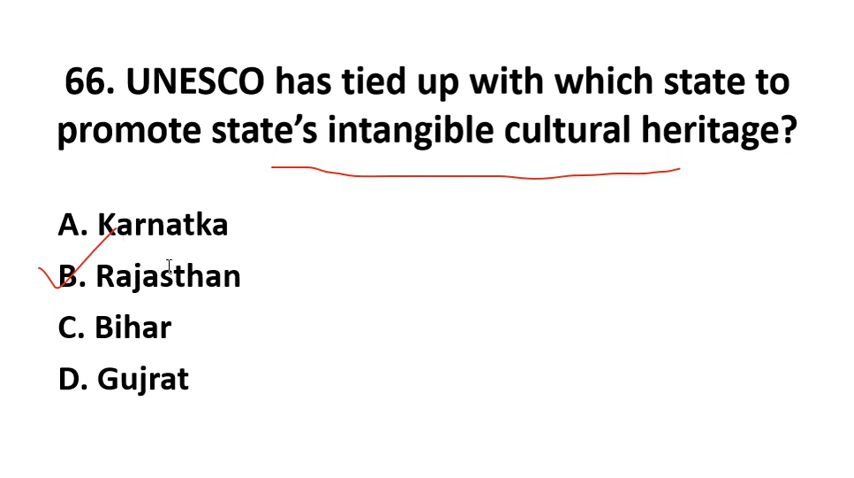 66. UNESCO has tied up with which state to
promote state’s intangible cultural heritage?
A. Karnatka
B. Rajasthan
C. Bihar
D. Gujrat